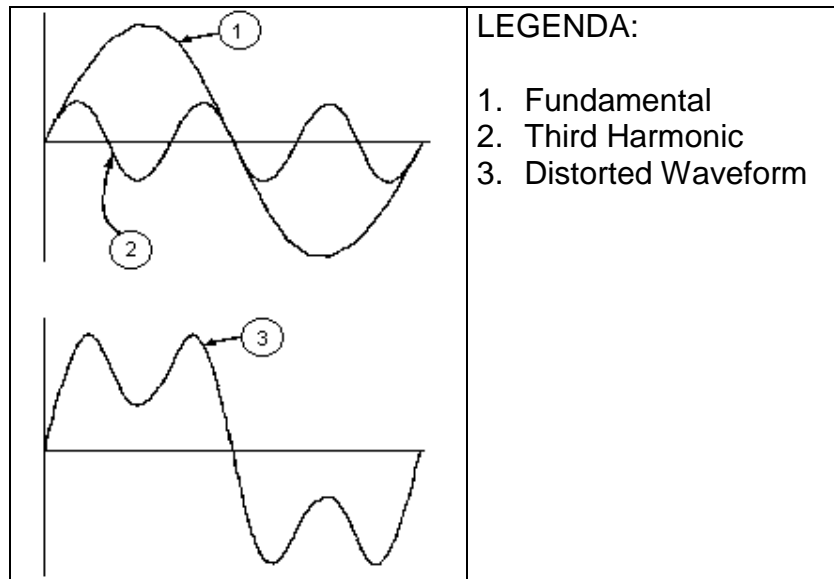 1
2
3
LEGENDA:
1. Fundamental
2. Third Harmonic
3. Distorted Waveform